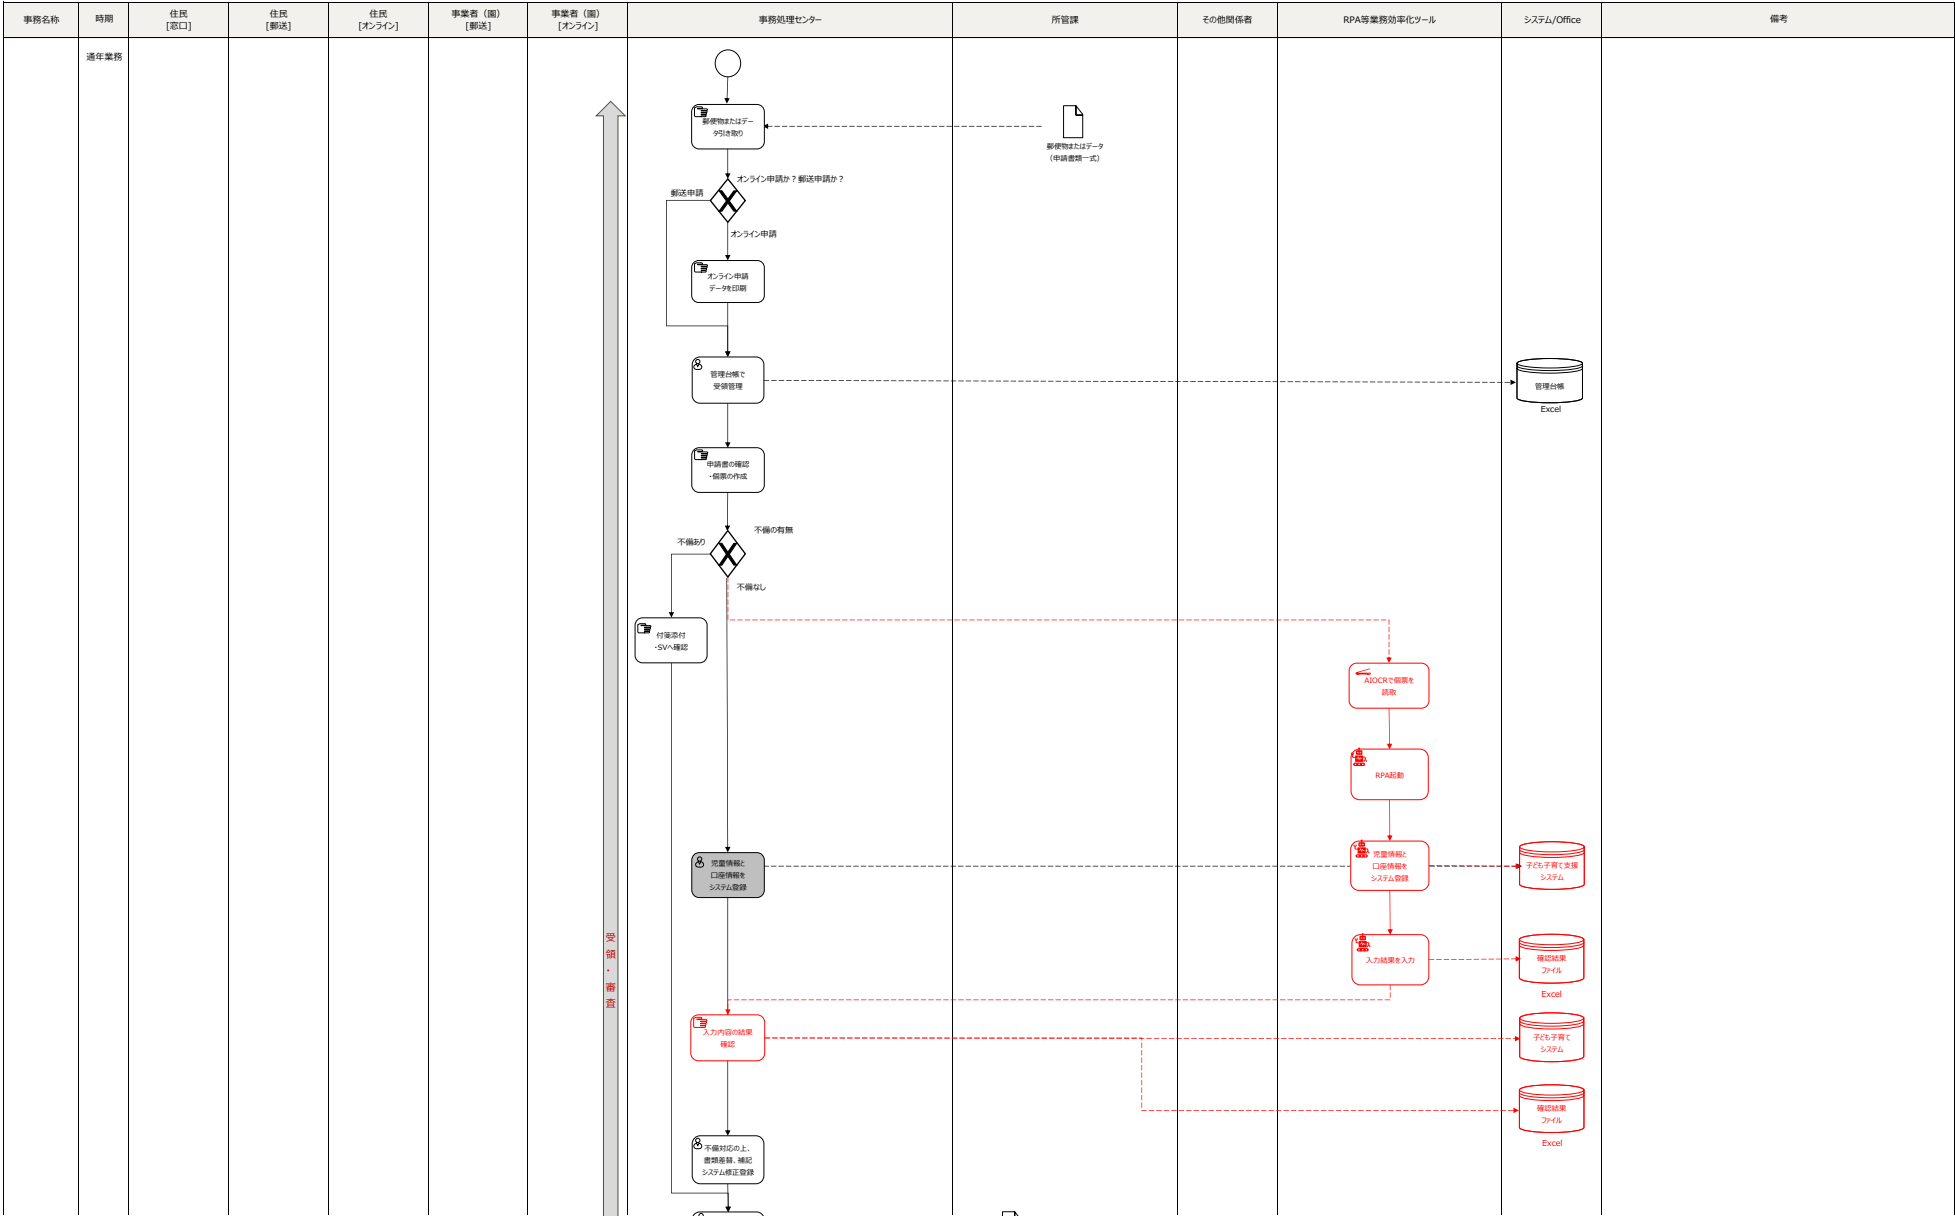 事務名称
時期
住民
[窓口]
住民
[郵送]
住民
[オンライン]
事業者（園）
[郵送]
事業者（園）
[オンライン]
事務処理センター
所管課
その他関係者
RPA等業務効率化ツール
システム/Office
備考
通年業務
郵便物またはデー
タ引き取り
郵便物またはデータ
（申請書類一式）
オンライン申請か？郵送申請か？
郵送申請
オンライン申請
オンライン申請
データを印刷
管理台帳で
受領管理
管理台帳
Excel
申請書の確認
・個票の作成
不備の有無
不備あり
不備なし
付箋添付
・SVへ確認
AIOCRで個票を
読取
RPA起動
児童情報と
口座情報を
システム登録
児童情報と
口座情報を
システム登録
子ども子育て支援
システム
受領・審査
入力結果を入力
確認結果
ファイル
Excel
入力内容の結果
確認
子ども子育て
システム
確認結果
ファイル
Excel
不備対応の上、
書類差替、補記
システム修正登録